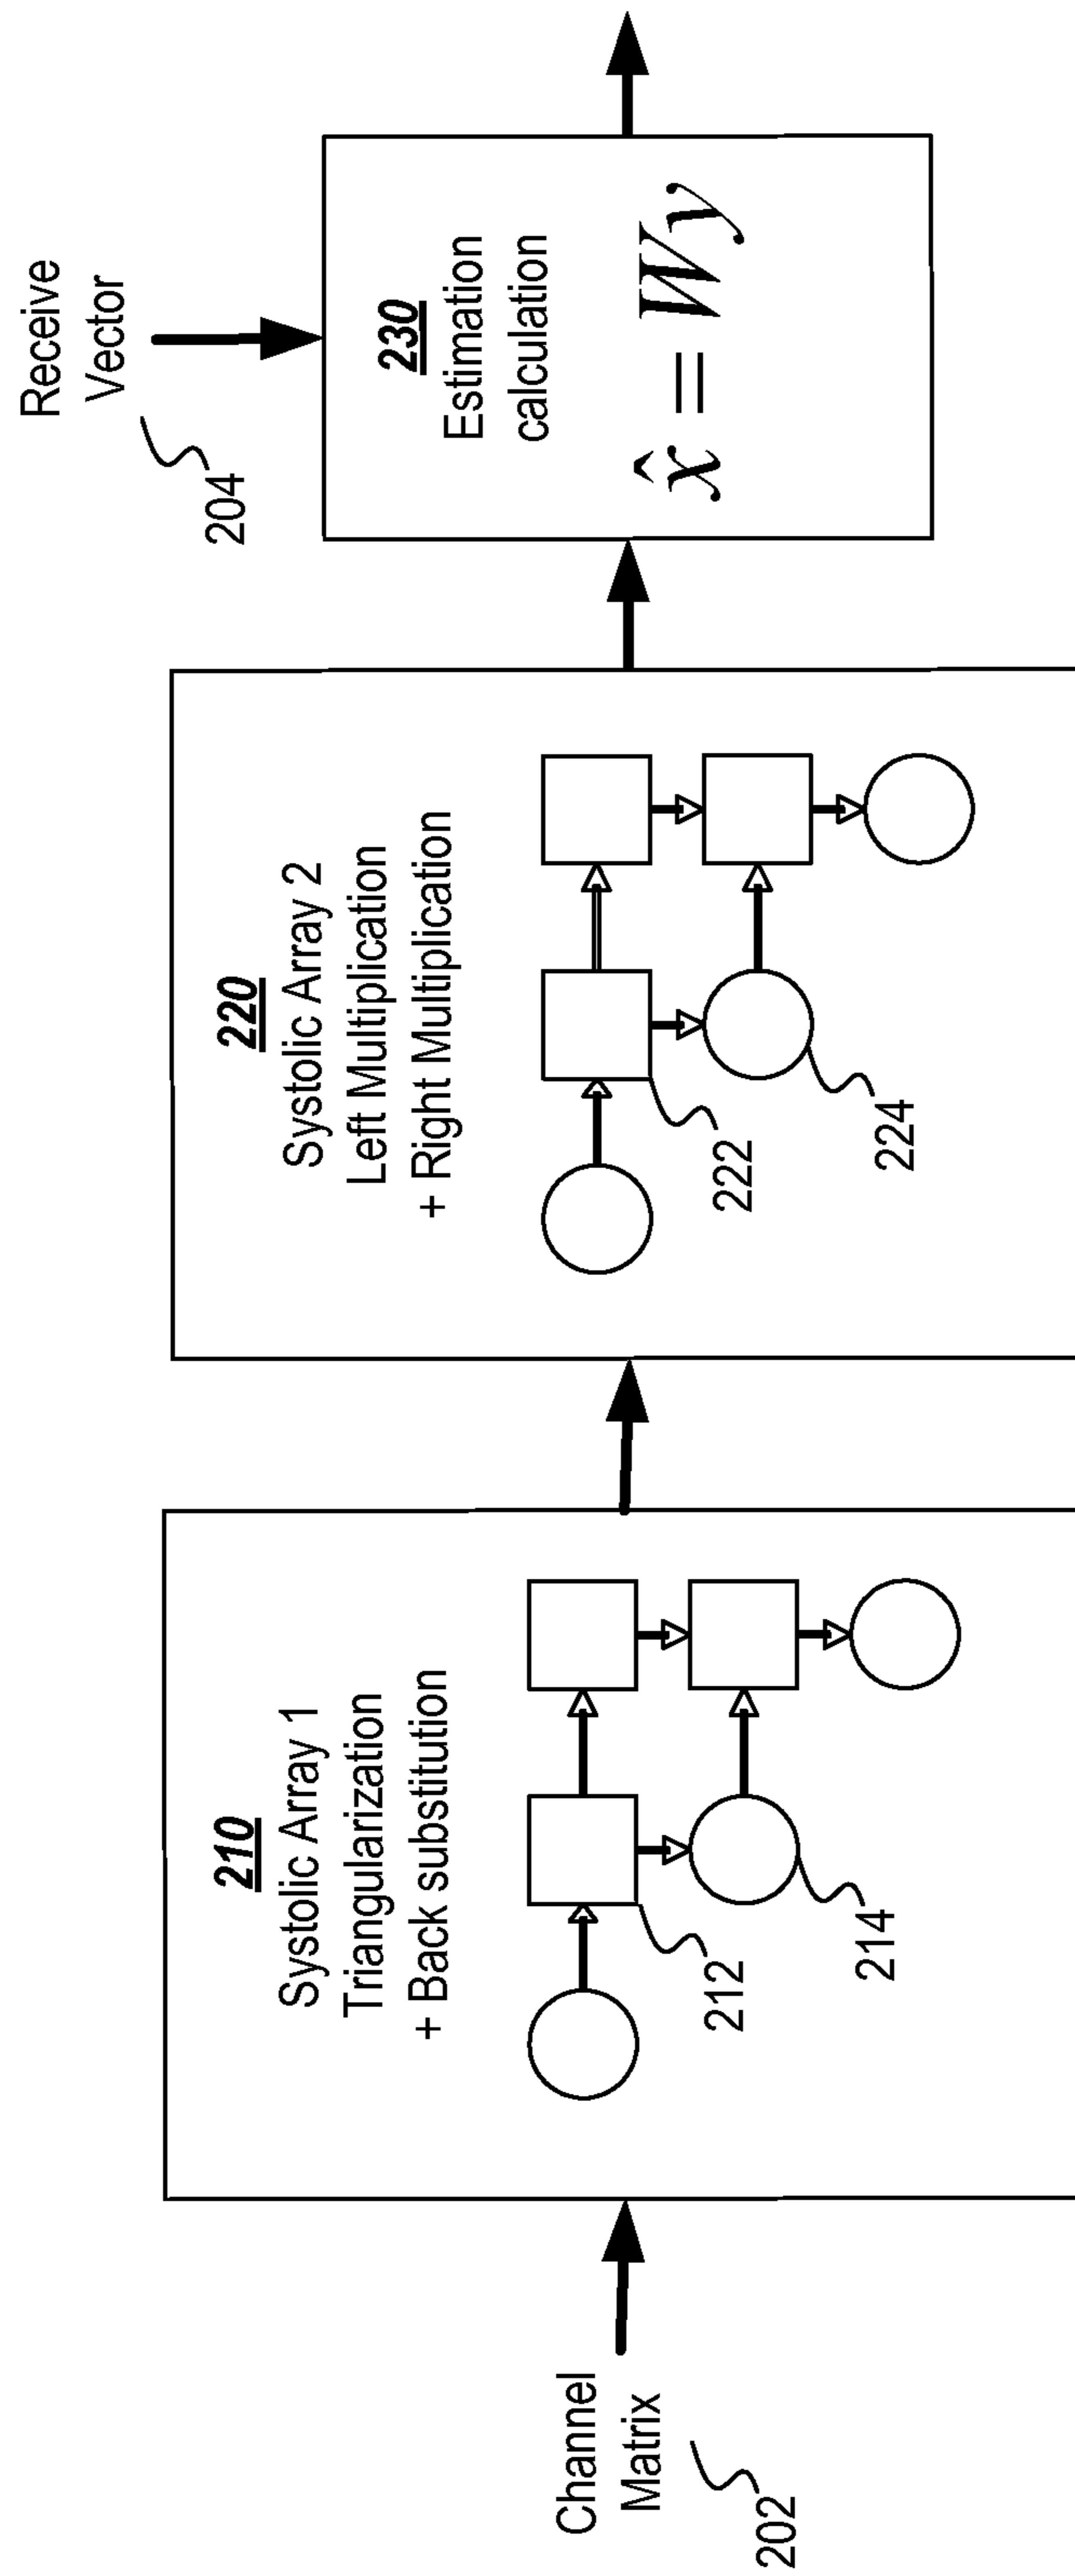 Channel
Matrix
202
210
Systolic Array 1
Triangularization
+ Back substitution
212
214
220
Systolic Array 2
Left Multiplication
+ Right Multiplication
222
224
Receive
Vector
204
230
Estimation
calculation
x̂ = Wy